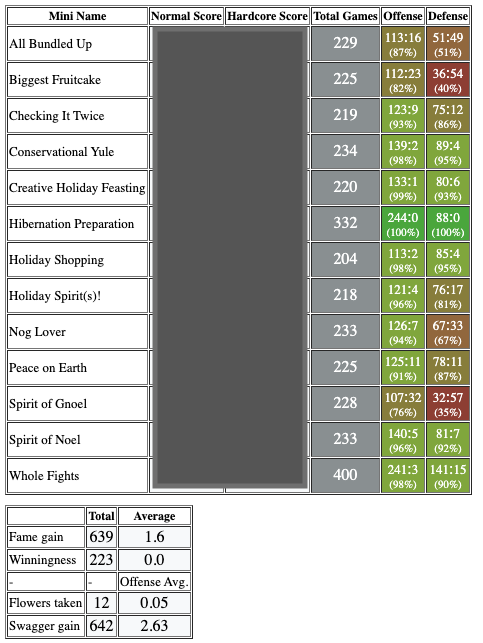 Mini Name Normal Score Hardcore Score Total Games Offense Defense
All Bundled Up 229 113:16 (87%) 51:49 (51%)
Biggest Fruitcake 225 112:23 (82%) 36:54 (40%)
Checking It Twice 219 123:9 (93%) 75:12 (86%)
Conservational Yule 234 139:2 (98%) 89:4 (95%)
Creative Holiday Feasting 220 133:1 (99%) 80:6 (93%)
Hibernation Preparation 332 244:0 (100%) 88:0 (100%)
Holiday Shopping 204 113:2 (98%) 85:4 (95%)
Holiday Spirit(s)! 218 121:4 (96%) 76:17 (81%)
Nog Lover 233 126:7 (94%) 67:33 (67%)
Peace on Earth 225 125:11 (91%) 78:11 (87%)
Spirit of Gnoel 228 107:32 (76%) 32:57 (35%)
Spirit of Noel 233 140:5 (96%) 81:7 (92%)
Whole Fights 400 241:3 (98%) 141:15 (90%)
Total Average
Fame gain 639 1.6
Winningness 223 0.0
- - Offense Avg.
Flowers taken 12 0.05
Swagger gain 642 2.63